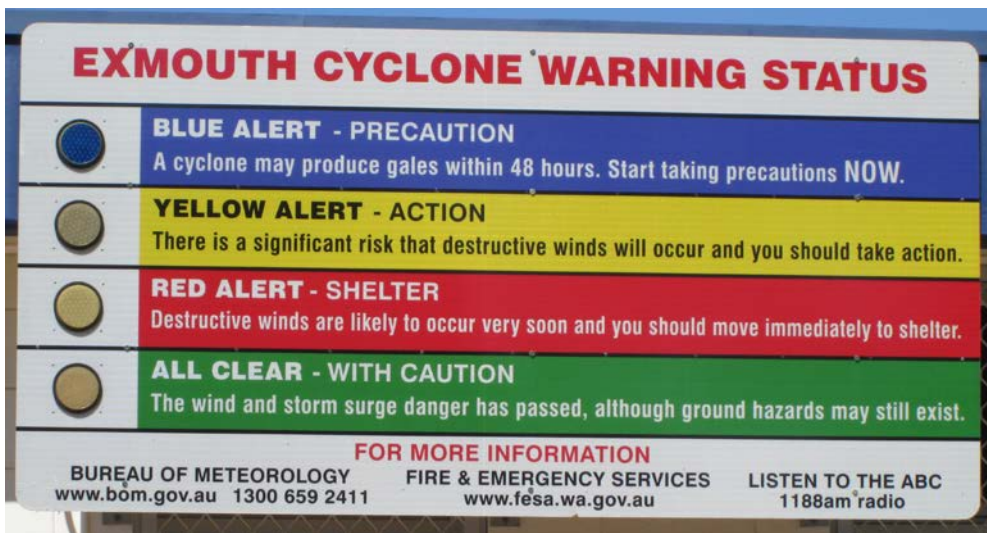 EXMOUTH CYCLONE WARNING STATUS
BLUE ALERT - PRECAUTION
A cyclone may produce gales within 48 hours. Start taking precautions NOW.
YELLOW ALERT - ACTION
There is a significant risk that destructive winds will occur and you should take action.
RED ALERT - SHELTER
Destructive winds are likely to occur very soon and you should move immediately to shelter.
ALL CLEAR - WITH CAUTION
The wind and storm surge danger has passed, although ground hazards may still exist.
FOR MORE INFORMATION
BUREAU OF METEOROLOGY
www.bom.gov.au 1300 659 2411
FIRE & EMERGENCY SERVICES
www.fesa.wa.gov.au
LISTEN TO THE ABC
1188am radio